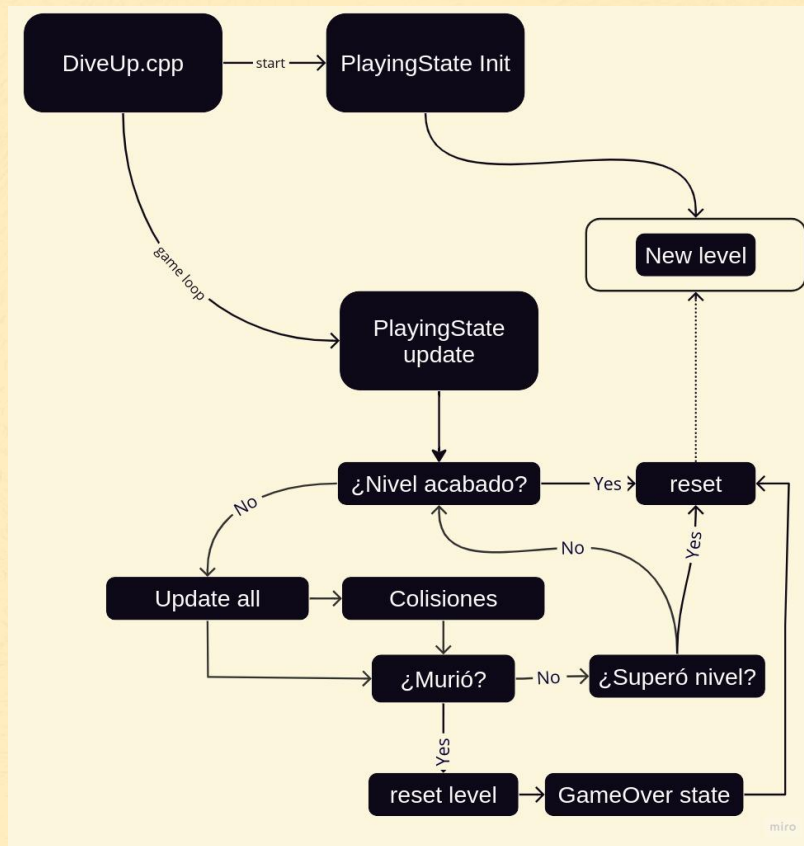 DiveUp.cpp
start
PlayingState Init
New level
game loop
PlayingState
update
¿Nivel acabado?
Yes
reset
No
No
Yes
Update all
Colisiones
¿Murió?
No
¿Superó nivel?
Yes
reset level
GameOver state
miro